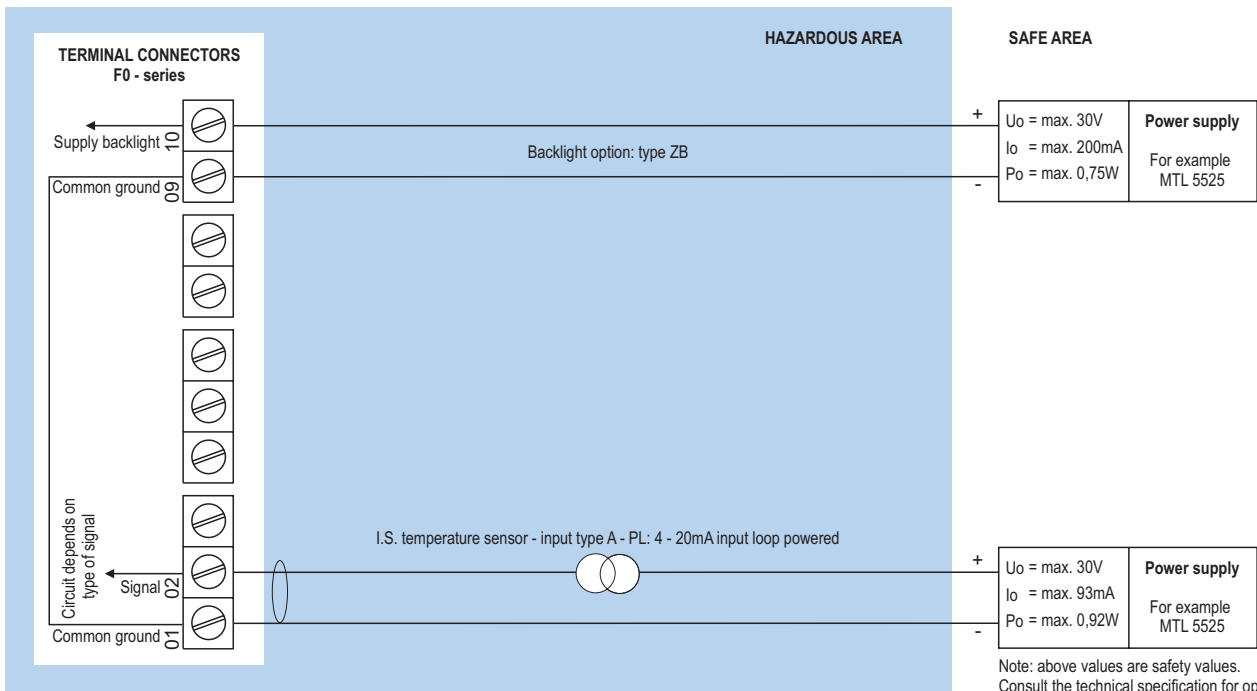 HAZARDOUS AREA
SAFE AREA
TERMINAL CONNECTORS
F0 - series
Supply backlight
10
Common ground
09
Backlight option: type ZB
+
-
Uo = max. 30V
Io = max. 200mA
Po = max. 0,75W
Power supply
For example
MTL 5525
Circuit depends on
type of signal
Signal
02
Common ground
01
I.S. temperature sensor - input type A - PL: 4 - 20mA input loop powered
+
-
Uo = max. 30V
Io = max. 93mA
Po = max. 0,92W
Power supply
For example
MTL 5525
Note: above values are safety values.
Consult the technical specification for op